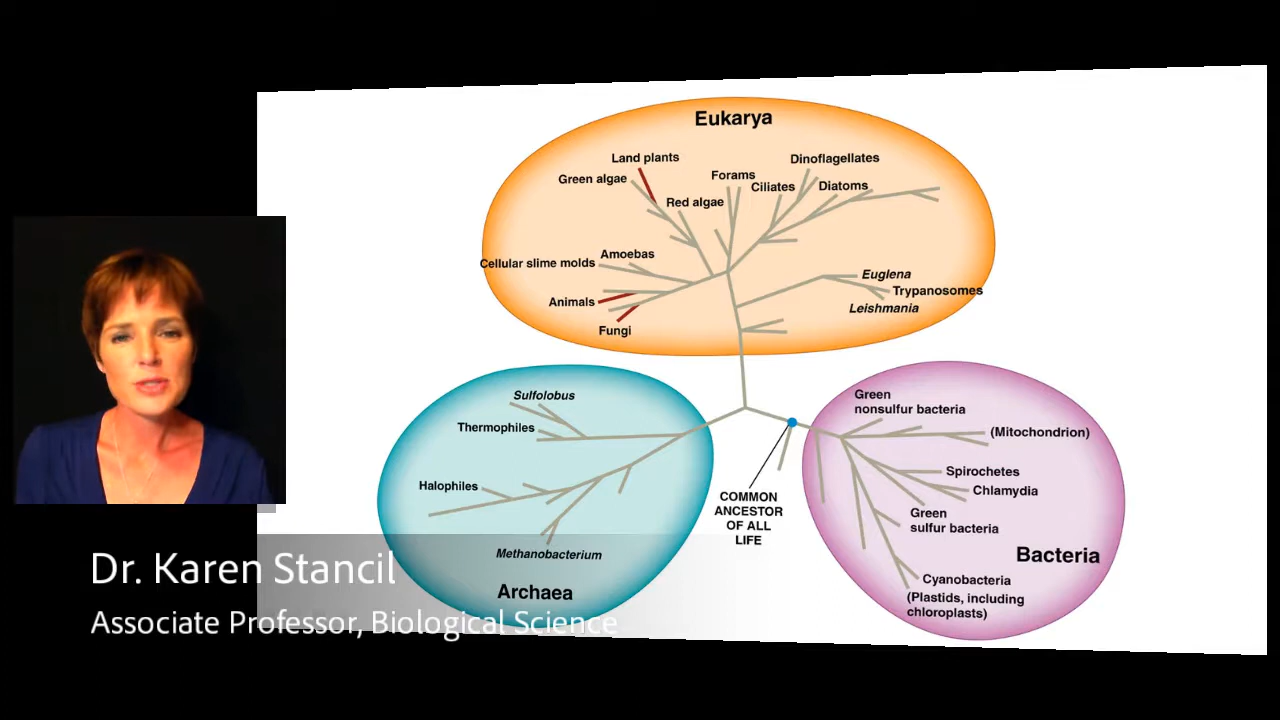 Eukarya
Land plants
Green algae
Red algae
Forams
Ciliates
Dinoflagellates
Diatoms
Amoebas
Cellular slime molds
Animals
Fungi
Euglena
Trypanosomes
Leishmania
Sulfolobus
Thermophiles
Halophiles
Methanobacterium
Archaea
COMMON
ANCESTOR
OF ALL
LIFE
Green
nonsulfur bacteria
(Mitochondrion)
Spirochetes
Chlamydia
Green
sulfur bacteria
Bacteria
Cyanobacteria
(Plastids, including
chloroplasts)
Dr. Karen Stancil
Associate Professor, Biological Science